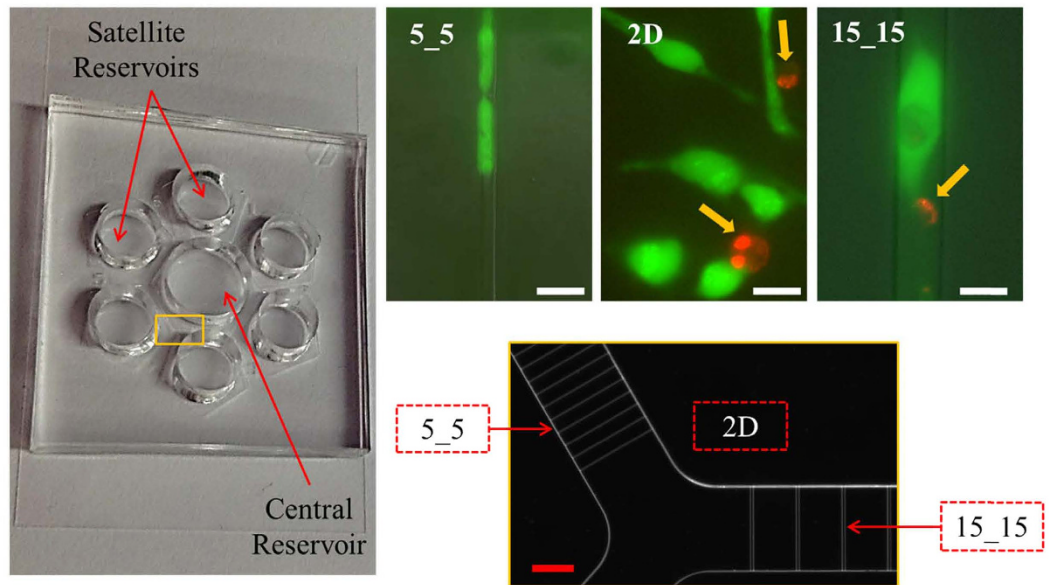 Satellite
Reservoirs
Central
Reservoir
5_5
2D
15_15
5_5
2D
15_15